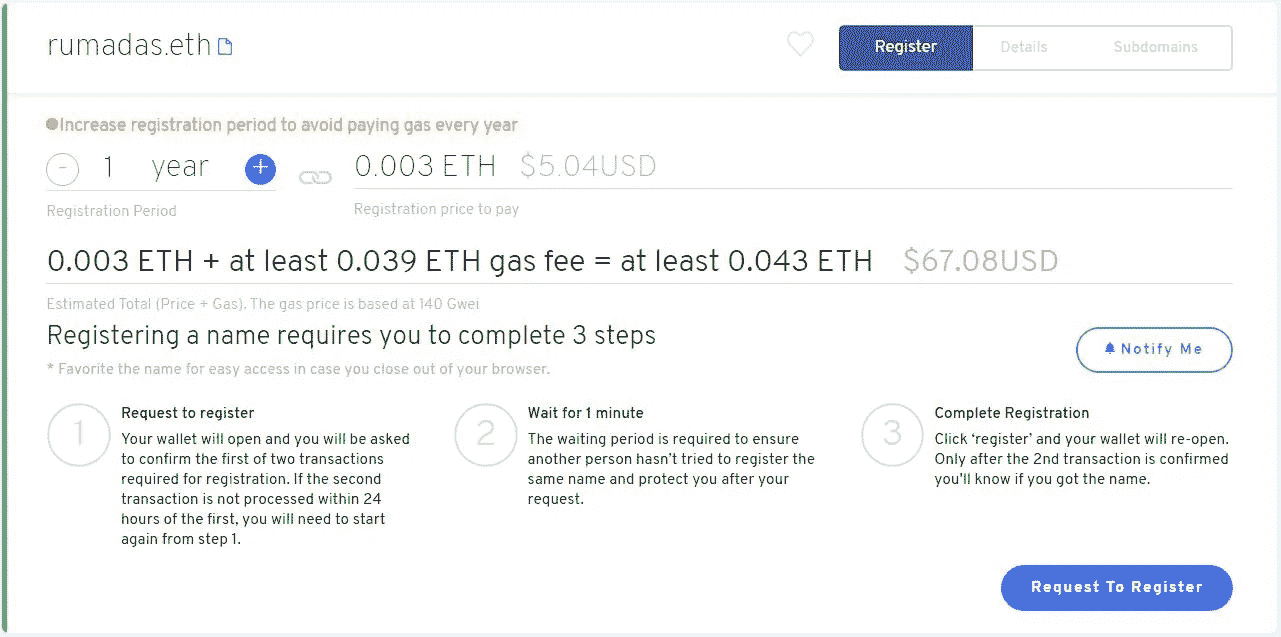 rumadas.eth
Register
Details
Subdomains
Increase registration period to avoid paying gas every year
- 1 year +
0.003 ETH $5.04USD
Registration Period
Registration price to pay
0.003 ETH + at least 0.039 ETH gas fee = at least 0.043 ETH $67.08USD
Estimated Total (Price + Gas). The gas price is based at 140 Gwei
Registering a name requires you to complete 3 steps
Notify Me
* Favorite the name for easy access in case you close out of your browser.
1
Request to register
Your wallet will open and you will be asked
to confirm the first of two transactions
required for registration. If the second
transaction is not processed within 24
hours of the first, you will need to start
again from step 1.
2
Wait for 1 minute
The waiting period is required to ensure
another person hasn’t tried to register the
same name and protect you after your
request.
3
Complete Registration
Click ‘register’ and your wallet will re-open.
Only after the 2nd transaction is confirmed
you’ll know if you got the name.
Request To Register